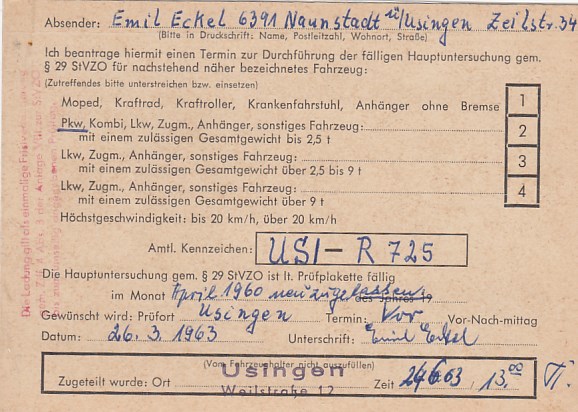 Absender: Emil Eckel 6391 Naunstadt ü/Usingen Zeilstr. 34
(Bitte in Druckschrift: Name, Postleitzahl, Wohnort, Straße)
Ich beantrage hiermit einen Termin zur Durchführung der fälligen Hauptuntersuchung gem.
§ 29 StVZO für nachstehend näher bezeichnetes Fahrzeug:
(Zutreffendes bitte unterstreichen bzw. einsetzen)
Moped, Kraftrad, Kraftroller, Krankenfahrstuhl, Anhänger ohne Bremse 1
Pkw, Kombi, Lkw, Zugm., Anhänger, sonstiges Fahrzeug: 2
mit einem zulässigen Gesamtgewicht bis 2,5 t
Lkw, Zugm., Anhänger, sonstiges Fahrzeug: 3
mit einem zulässigen Gesamtgewicht über 2,5 bis 9 t
Lkw, Zugm., Anhänger, sonstiges Fahrzeug: 4
mit einem zulässigen Gesamtgewicht über 9 t
Höchstgeschwindigkeit: bis 20 km/h, über 20 km/h
Amtl. Kennzeichen: USI-R 725
Die Hauptuntersuchung gem. § 29 StVZO ist lt. Prüfplakette fällig
im Monat April 1960 neu zugelassen. des Jahres 19
Gewünscht wird: Prüfort Usingen Termin: Vor Vor-Nach-mittag
Datum: 26. 3. 1963 Unterschrift: Emil Eckel
(Vom Fahrzeughalter nicht auszufüllen)
Usingen
Zugeteilt wurde: Ort Weilstraße 12 Zeit 63 / 13.00
Die Ladung gilt als einmalige